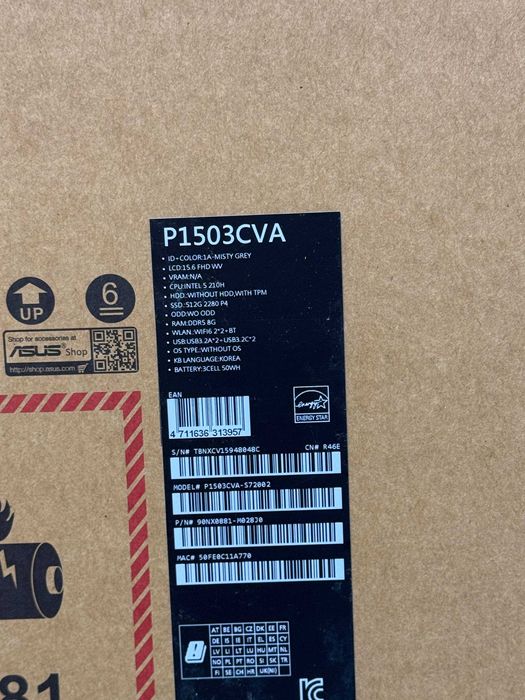 P1503CVA
• ID+COLOR:1A-MISTY GREY
• LCD:15.6 FHD WV
• VRAM:N/A
• CPU:INTEL 5 210H
• HDD:WITHOUT HDD,WITH TPM
• SSD:512G 2280 P4
• ODD:WO ODD
• RAM:DDR5 8G
• WLAN:WIFI6 2*2+BT
• USB:USB3.2A*2+USB3.2C*2
• OS TYPE:WITHOUT OS
• KB LANGUAGE:KOREA
• BATTERY:3CELL 50WH
UP
6
Shop for accessories at
ASUS® Shop
http://shop.asus.com
EAN
4 711636 313957
energy
ENERGY STAR
S/N# TBNXCV15948048C CN# R46E
MODEL# P1503CVA-S72002
P/N# 90NX0881-M028J0
MAC# 50FE0C11A770
AT BE BG CZ DK EE FR
DE IS IE IT EL ES CY
LV LI LT LU HU MT NL
NO PL PT RO SI SK TR
FI SE CH HR UK(NI)
81